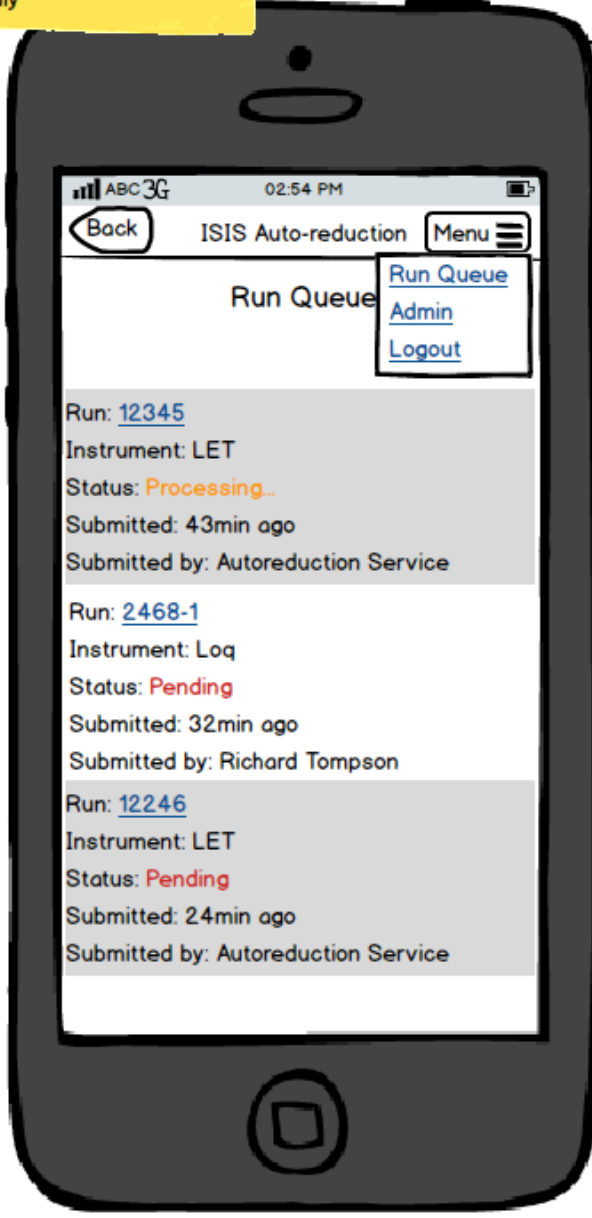 ABC 3G 02:54 PM
Back ISIS Auto-reduction Menu
Run Queue
Admin
Logout
Run Queue
Run: 12345
Instrument: LET
Status: Processing...
Submitted: 43min ago
Submitted by: Autoreduction Service
Run: 2468-1
Instrument: Loq
Status: Pending
Submitted: 32min ago
Submitted by: Richard Tompson
Run: 12246
Instrument: LET
Status: Pending
Submitted: 24min ago
Submitted by: Autoreduction Service